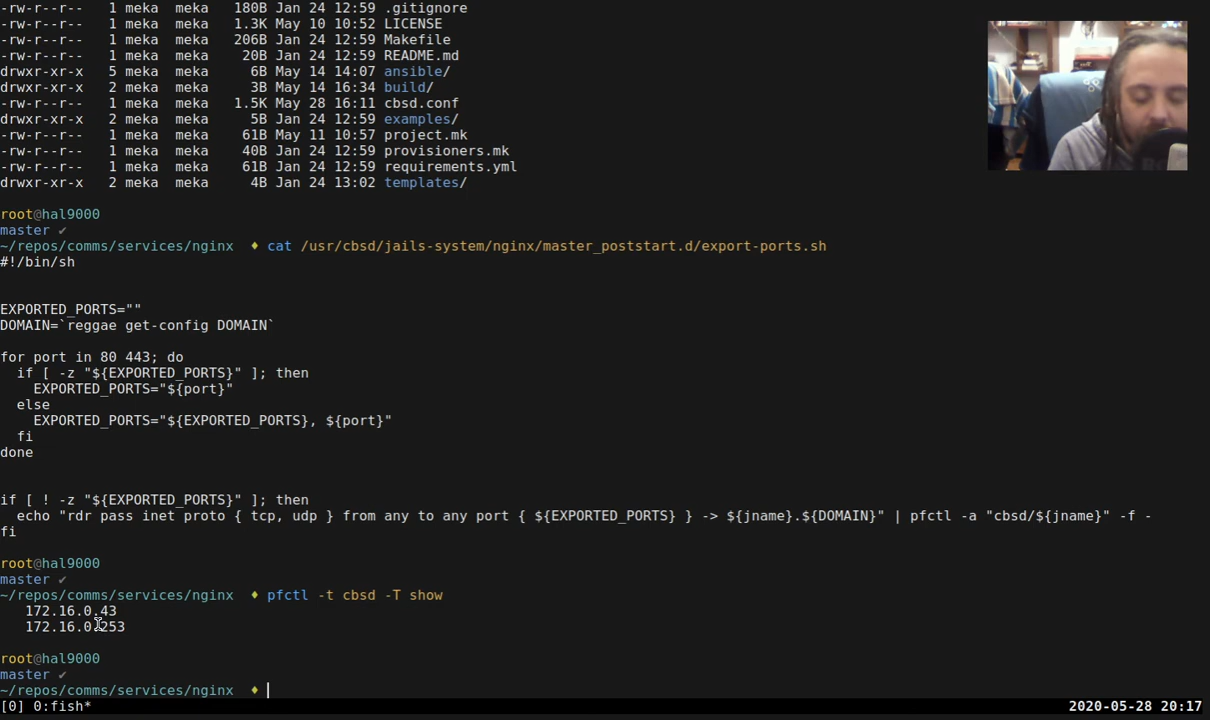 -rw-r--r--   1 meka  meka   180B Jan 24 12:59 .gitignore
-rw-r--r--   1 meka  meka   1.3K May 10 10:52 LICENSE
-rw-r--r--   1 meka  meka   206B Jan 24 12:59 Makefile
-rw-r--r--   1 meka  meka    20B Jan 24 12:59 README.md
drwxr-xr-x   5 meka  meka     6B May 14 14:07 ansible/
drwxr-xr-x   2 meka  meka     3B May 14 16:34 build/
-rw-r--r--   1 meka  meka   1.5K May 28 16:11 cbsd.conf
drwxr-xr-x   2 meka  meka     5B Jan 24 12:59 examples/
-rw-r--r--   1 meka  meka    61B May 11 10:57 project.mk
-rw-r--r--   1 meka  meka    40B Jan 24 12:59 provisioners.mk
-rw-r--r--   1 meka  meka    61B Jan 24 12:59 requirements.yml
drwxr-xr-x   2 meka  meka     4B Jan 24 13:02 templates/
root@hal9000
master ✔
~/repos/comms/services/nginx  ♦ cat /usr/cbsd/jails-system/nginx/master_poststart.d/export-ports.sh
#!/bin/sh
EXPORTED_PORTS=""
DOMAIN=`reggae get-config DOMAIN`
for port in 80 443; do
  if [ -z "${EXPORTED_PORTS}" ]; then
    EXPORTED_PORTS="${port}"
  else
    EXPORTED_PORTS="${EXPORTED_PORTS}, ${port}"
  fi
done
if [ ! -z "${EXPORTED_PORTS}" ]; then
  echo "rdr pass inet proto { tcp, udp } from any to any port { ${EXPORTED_PORTS} } -> ${jname}.${DOMAIN}" | pfctl -a "cbsd/${jname}" -f -
fi
root@hal9000
master ✔
~/repos/comms/services/nginx  ♦ pfctl -t cbsd -T show
   172.16.0.43
   172.16.0.253
root@hal9000
master ✔
~/repos/comms/services/nginx  ♦
[0] 0:fish* 2020-05-28 20:17